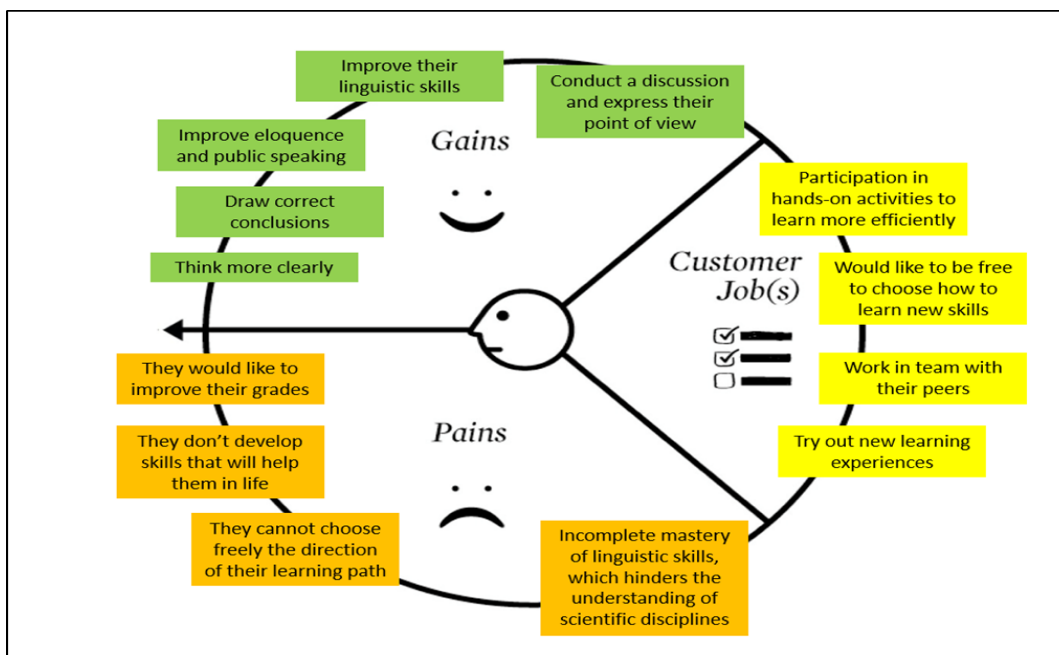 Improve their
linguistic skills
Conduct a discussion
and express their
point of view
Improve eloquence
and public speaking
Gains
Draw correct
conclusions
Think more clearly
Participation in
hands-on activities to
learn more efficiently
Customer
Job(s)
Would like to be free
to choose how to
learn new skills
Work in team with
their peers
Try out new learning
experiences
They would like to
improve their grades
Pains
They don’t develop
skills that will help
them in life
They cannot choose
freely the direction
of their learning path
Incomplete mastery
of linguistic skills,
which hinders the
understanding of
scientific disciplines